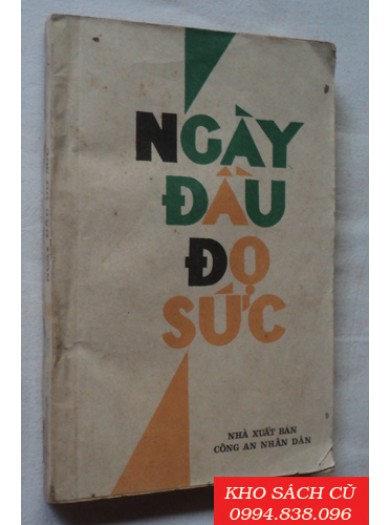 NGÀY
ĐẦU
ĐỌ
SỨC
NHÀ XUẤT BẢN
CÔNG AN NHÂN DÂN
KHO SÁCH CŨ
0994.838.096